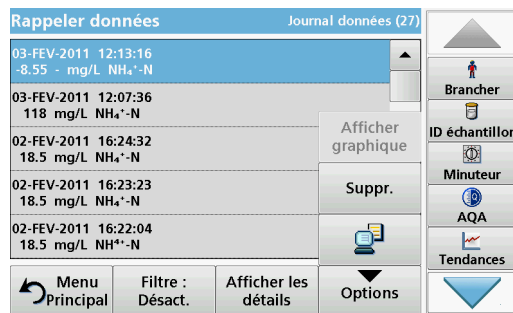 Rappeler données
Journal données (27)
03-FEV-2011 12:13:16
-8.55 - mg/L NH₄⁺-N
03-FEV-2011 12:07:36
118 mg/L NH₄⁺-N
02-FEV-2011 16:24:32
18.5 mg/L NH₄⁺-N
02-FEV-2011 16:23:23
18.5 mg/L NH₄⁺-N
02-FEV-2011 16:22:04
18.5 mg/L NH⁴⁺-N
Afficher
graphique
Suppr.
Menu
Principal
Filtre :
Désact.
Afficher les
détails
Options
Brancher
ID échantillon
Minuteur
AQA
Tendances